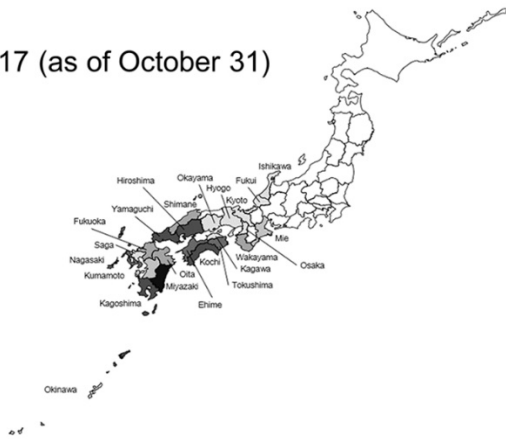 17 (as of October 31)
Ishikawa
Okayama
Fukui
Hiroshima
Hyogo
Kyoto
Shimane
Yamaguchi
Fukuoka
Mie
Saga
Wakayama
Nagasaki
Kochi
Osaka
Kagawa
Kumamoto
Oita
Tokushima
Miyazaki
Kagoshima
Ehime
Okinawa